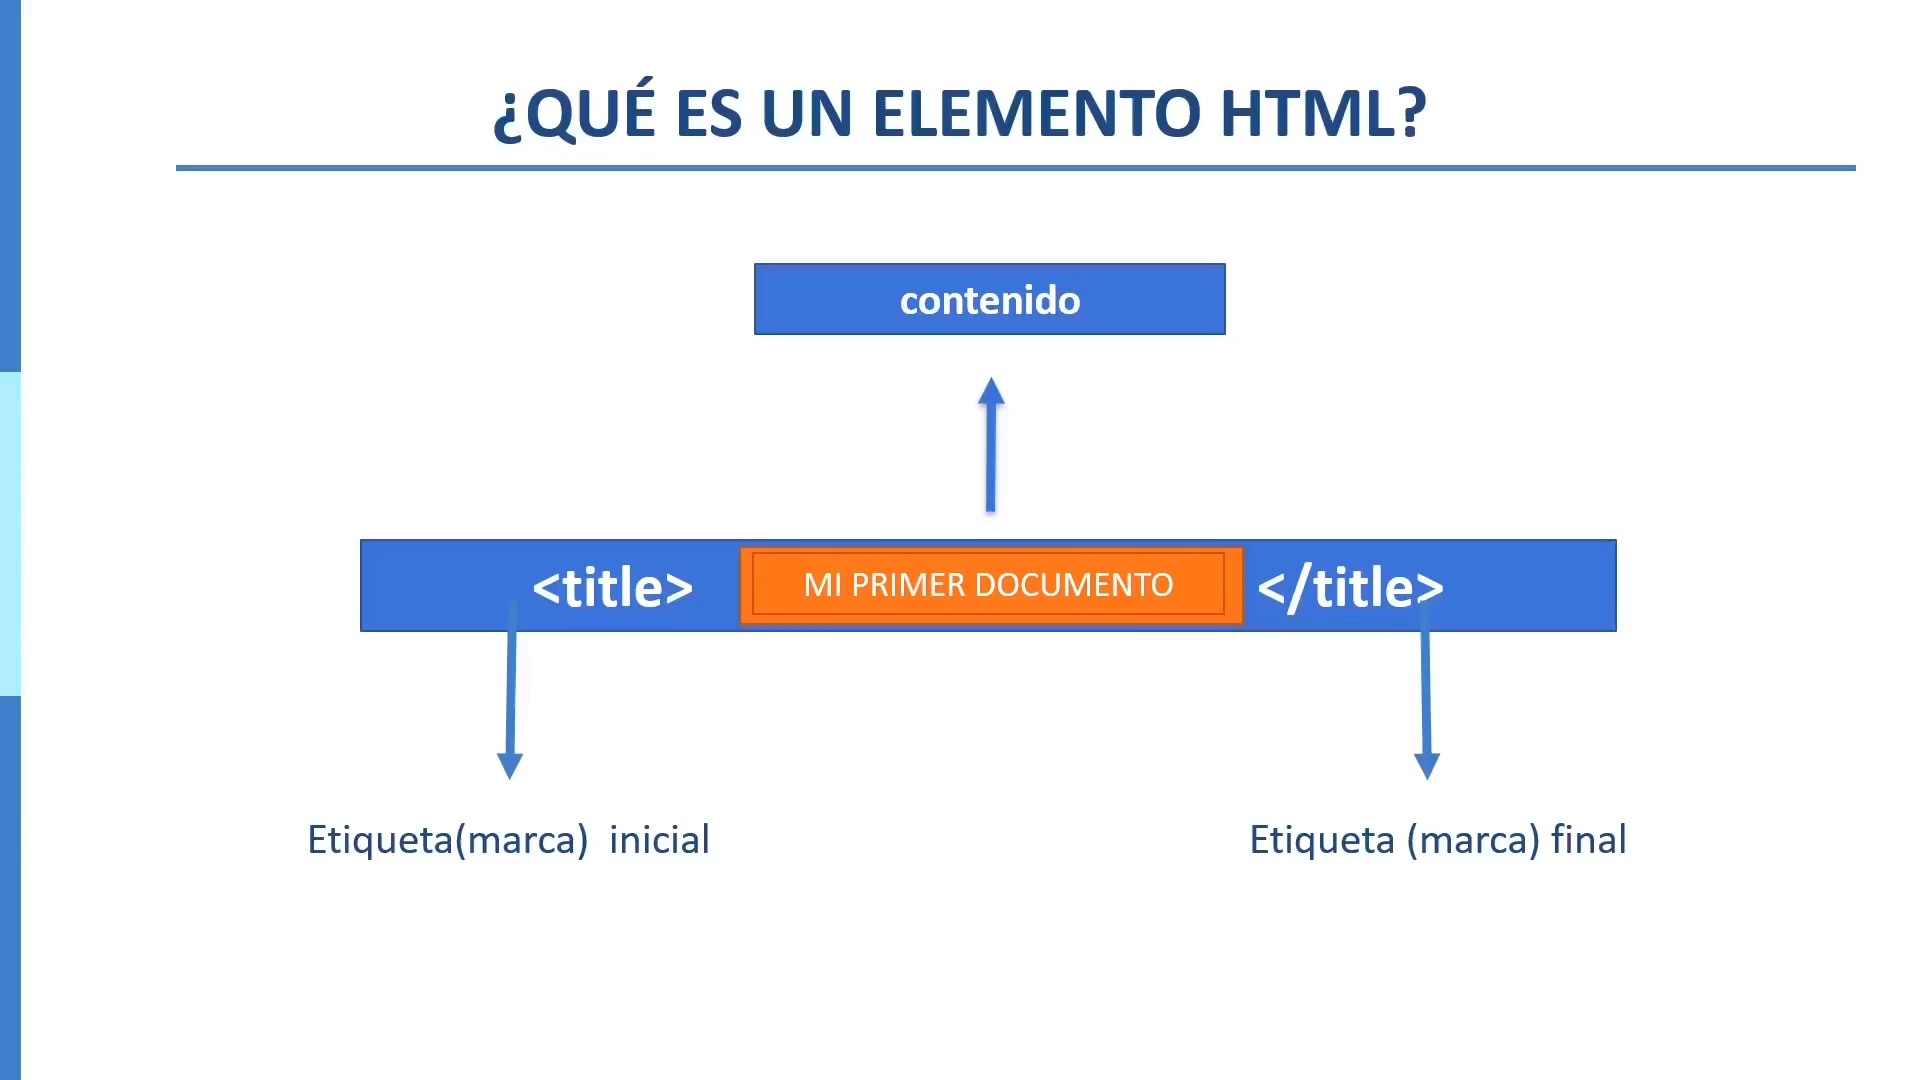 ¿QUÉ ES UN ELEMENTO HTML?
contenido
<title> MI PRIMER DOCUMENTO </title>
Etiqueta(marca)  inicial
Etiqueta (marca) final